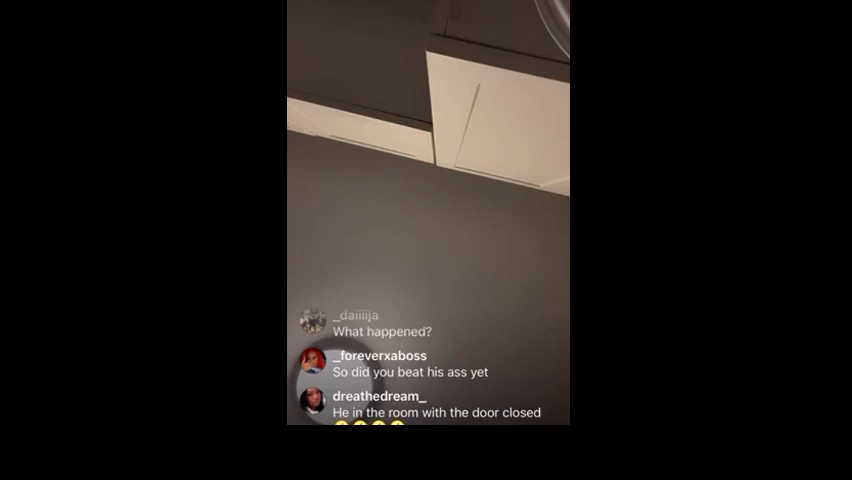 _daiiiija
What happened?
_foreverxaboss
So did you beat his ass yet
dreathedream_
He in the room with the door closed